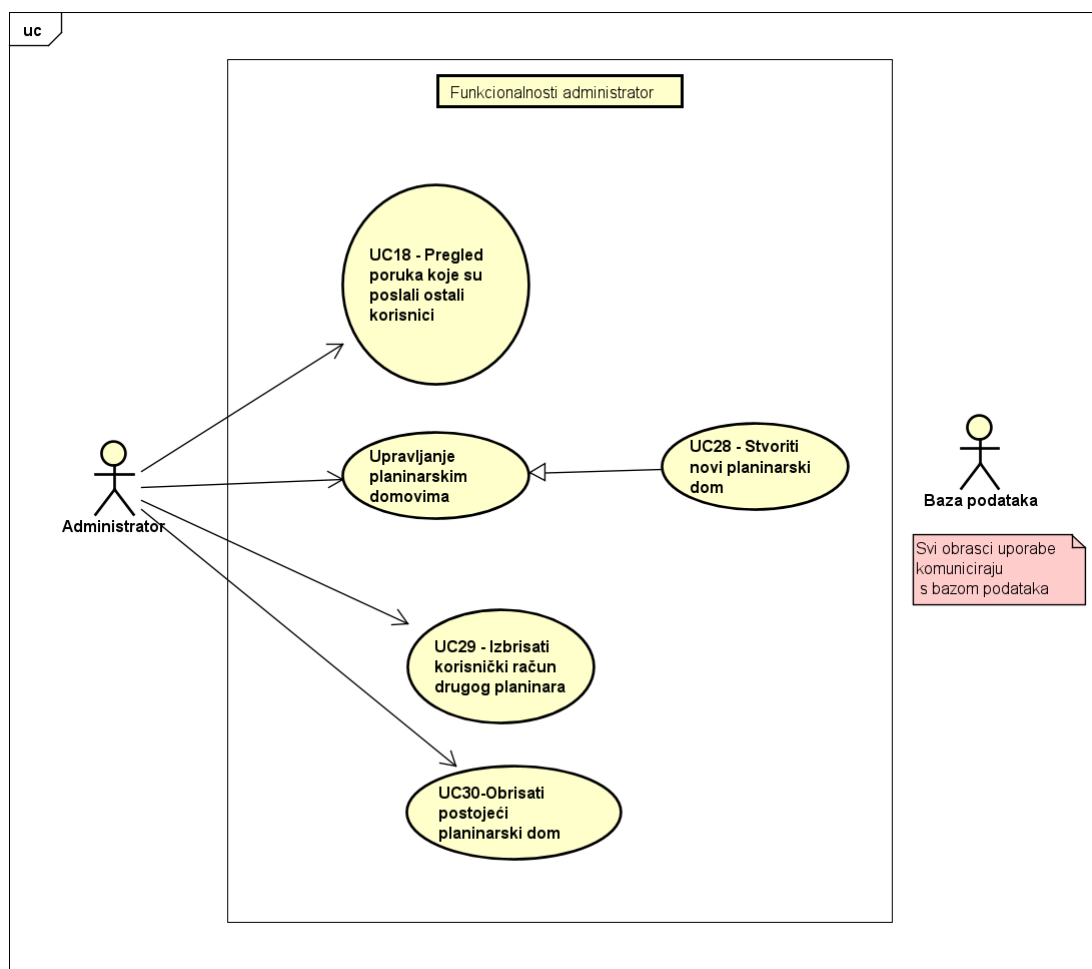 uc
Funkcionalnosti administrator
UC18 - Pregled
poruka koje su
poslali ostali
korisnici
Upravljanje
planinarskim
domovima
UC28 - Stvoriti
novi planinarski
dom
Administrator
Baza podataka
Svi obrasci uporabe
komuniciraju
s bazom podataka
UC29 - Izbrisati
korisnički račun
drugog planinara
UC30-Obrisati
postojeći
planinarski dom